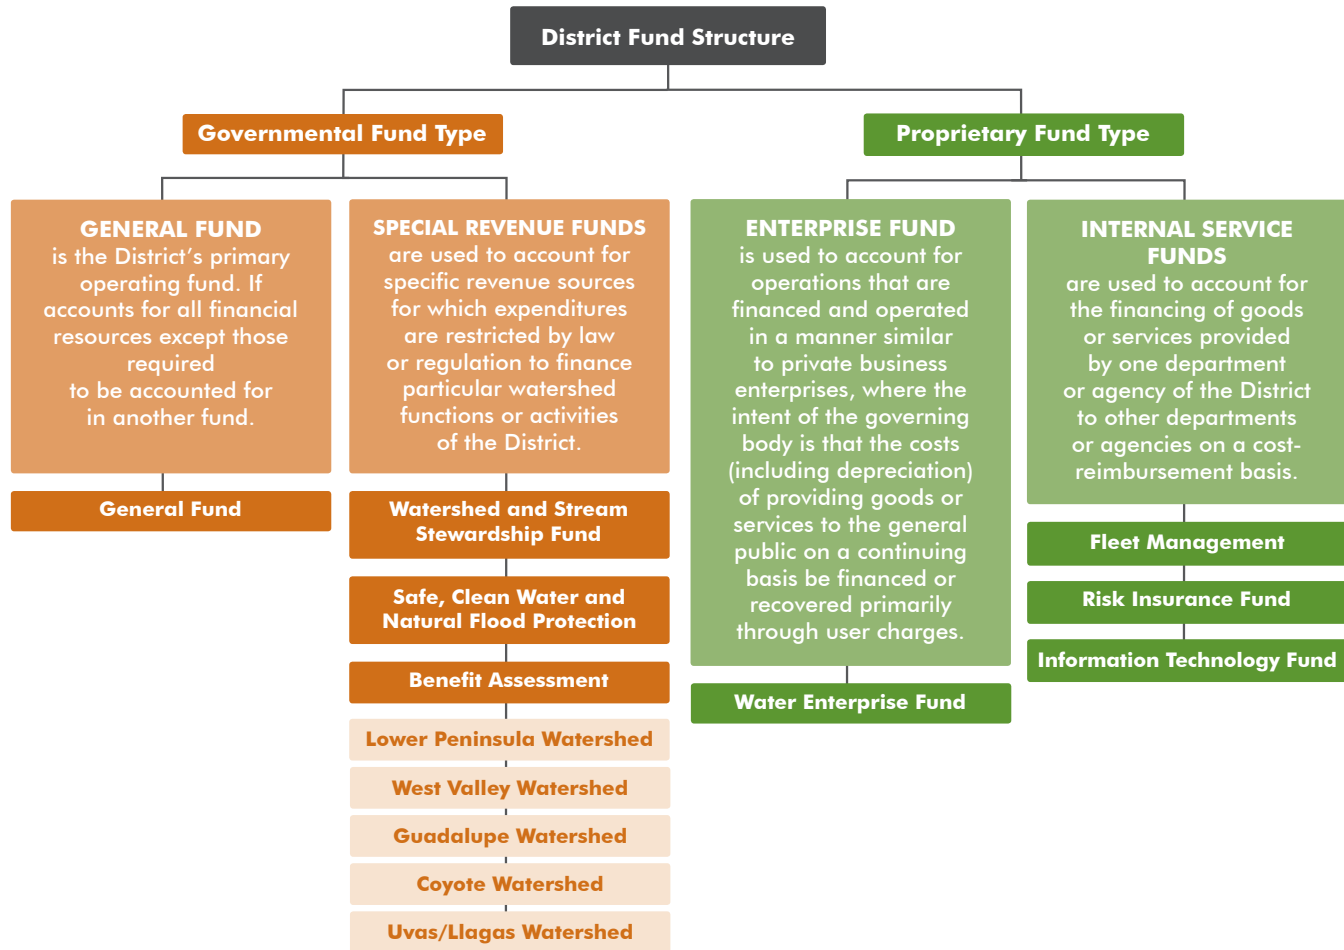 District Fund Structure
Governmental Fund Type
Proprietary Fund Type
GENERAL FUND
is the District's primary
operating fund. If
accounts for all financial
resources except those
required
to be accounted for
in another fund.
General Fund
SPECIAL REVENUE FUNDS
are used to account for
specific revenue sources
for which expenditures
are restricted by law
or regulation to finance
particular watershed
functions or activities
of the District.
Watershed and Stream
Stewardship Fund
Safe, Clean Water and
Natural Flood Protection
Benefit Assessment
Lower Peninsula Watershed
West Valley Watershed
Guadalupe Watershed
Coyote Watershed
Uvas/Llagas Watershed
ENTERPRISE FUND
is used to account for
operations that are
financed and operated
in a manner similar
to private business
enterprises, where the
intent of the governing
body is that the costs
(including depreciation)
of providing goods or
services to the general
public on a continuing
basis be financed or
recovered primarily
through user charges.
Water Enterprise Fund
INTERNAL SERVICE
FUNDS
are used to account for
the financing of goods
or services provided
by one department
or agency of the District
to other departments
or agencies on a cost-
reimbursement basis.
Fleet Management
Risk Insurance Fund
Information Technology Fund